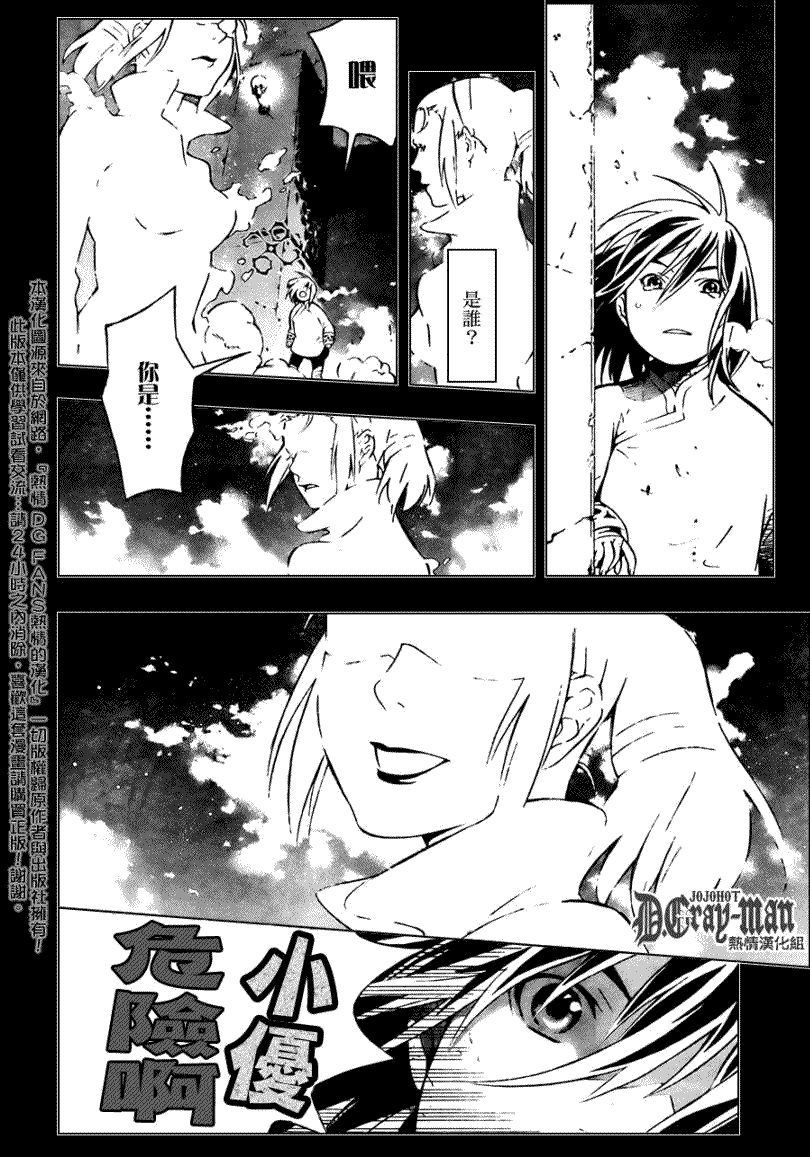 是誰？
喂
你是……
小優
危險啊
JOJOHOT
D.Gray-Man
熱情漢化組
本漢化圖源來自於網路，『熱情DG FANS熱情的漢化』一切版權歸原作者與出版社擁有！
此版本僅供學習試看交流…請24小時之內消除，喜歡這套漫畫請購買正版！謝謝。